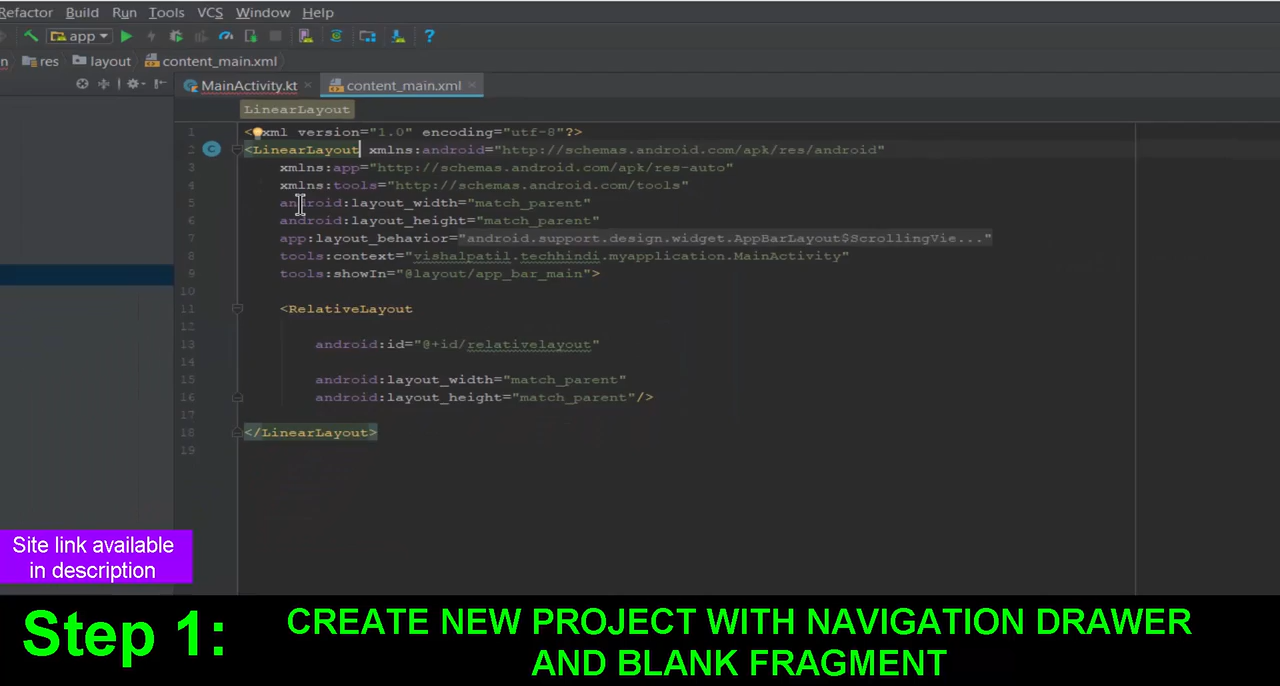 Refactor Build Run Tools VCS Window Help
app
res layout content_main.xml
MainActivity.kt content_main.xml
LinearLayout
1 <?xml version="1.0" encoding="utf-8"?>
2 <LinearLayout xmlns:android="http://schemas.android.com/apk/res/android"
3 xmlns:app="http://schemas.android.com/apk/res-auto"
4 xmlns:tools="http://schemas.android.com/tools"
5 android:layout_width="match_parent"
6 android:layout_height="match_parent"
7 app:layout_behavior="android.support.design.widget.AppBarLayout$ScrollingVie..."
8 tools:context="vishalpatil.techhindi.myapplication.MainActivity"
9 tools:showIn="@layout/app_bar_main">
10
11 <RelativeLayout
12
13 android:id="@+id/relativelayout"
14
15 android:layout_width="match_parent"
16 android:layout_height="match_parent"/>
17
18 </LinearLayout>
19
Site link available
in description
Step 1: CREATE NEW PROJECT WITH NAVIGATION DRAWER
AND BLANK FRAGMENT